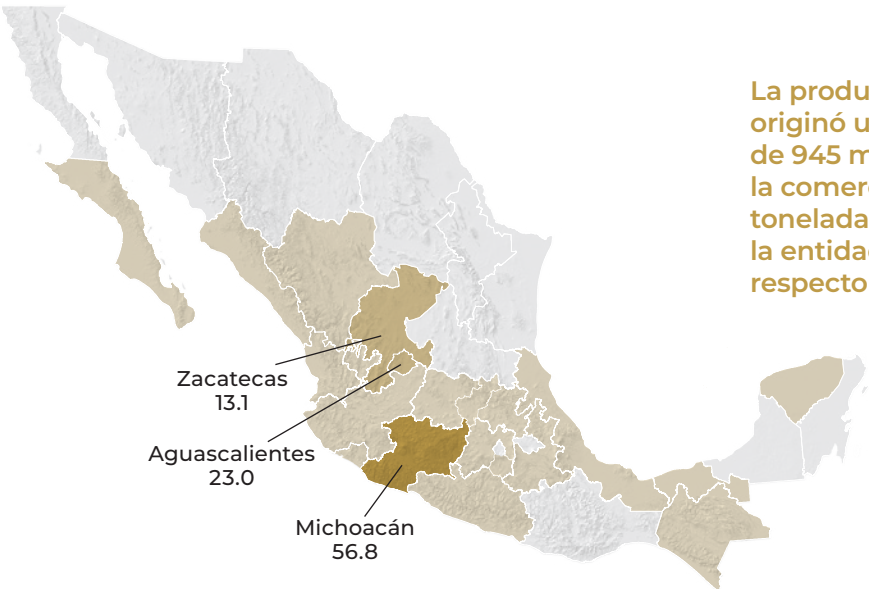 La produ
originó u
de 945 m
la comer
tonelada
la entida
respecto
Zacatecas
13.1
Aguascalientes
23.0
Michoacán
56.8